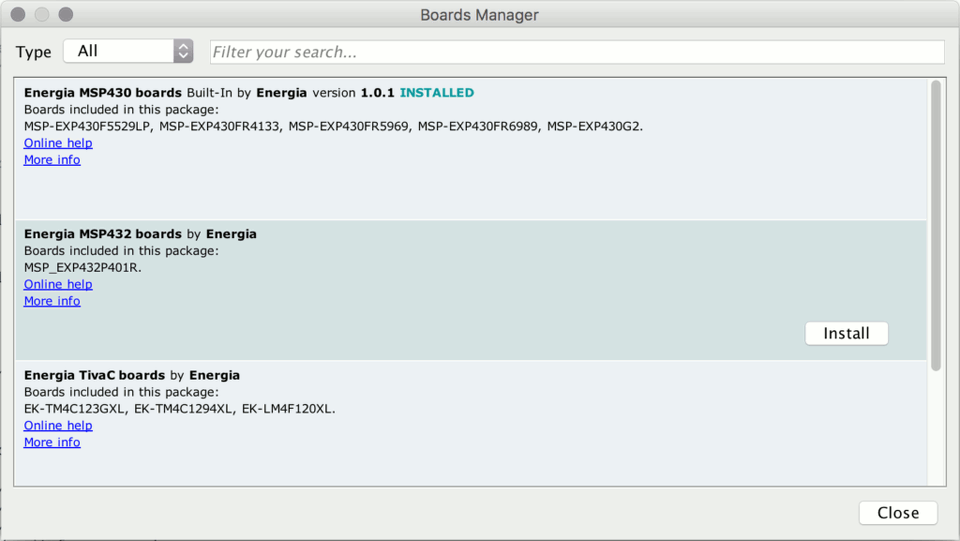 Boards Manager
Type All Filter your search...
Energia MSP430 boards Built-In by Energia version 1.0.1 INSTALLED
Boards included in this package:
MSP-EXP430F5529LP, MSP-EXP430FR4133, MSP-EXP430FR5969, MSP-EXP430FR6989, MSP-EXP430G2.
Online help
More info
Energia MSP432 boards by Energia
Boards included in this package:
MSP_EXP432P401R.
Online help
More info
Install
Energia TivaC boards by Energia
Boards included in this package:
EK-TM4C123GXL, EK-TM4C1294XL, EK-LM4F120XL.
Online help
More info
Close